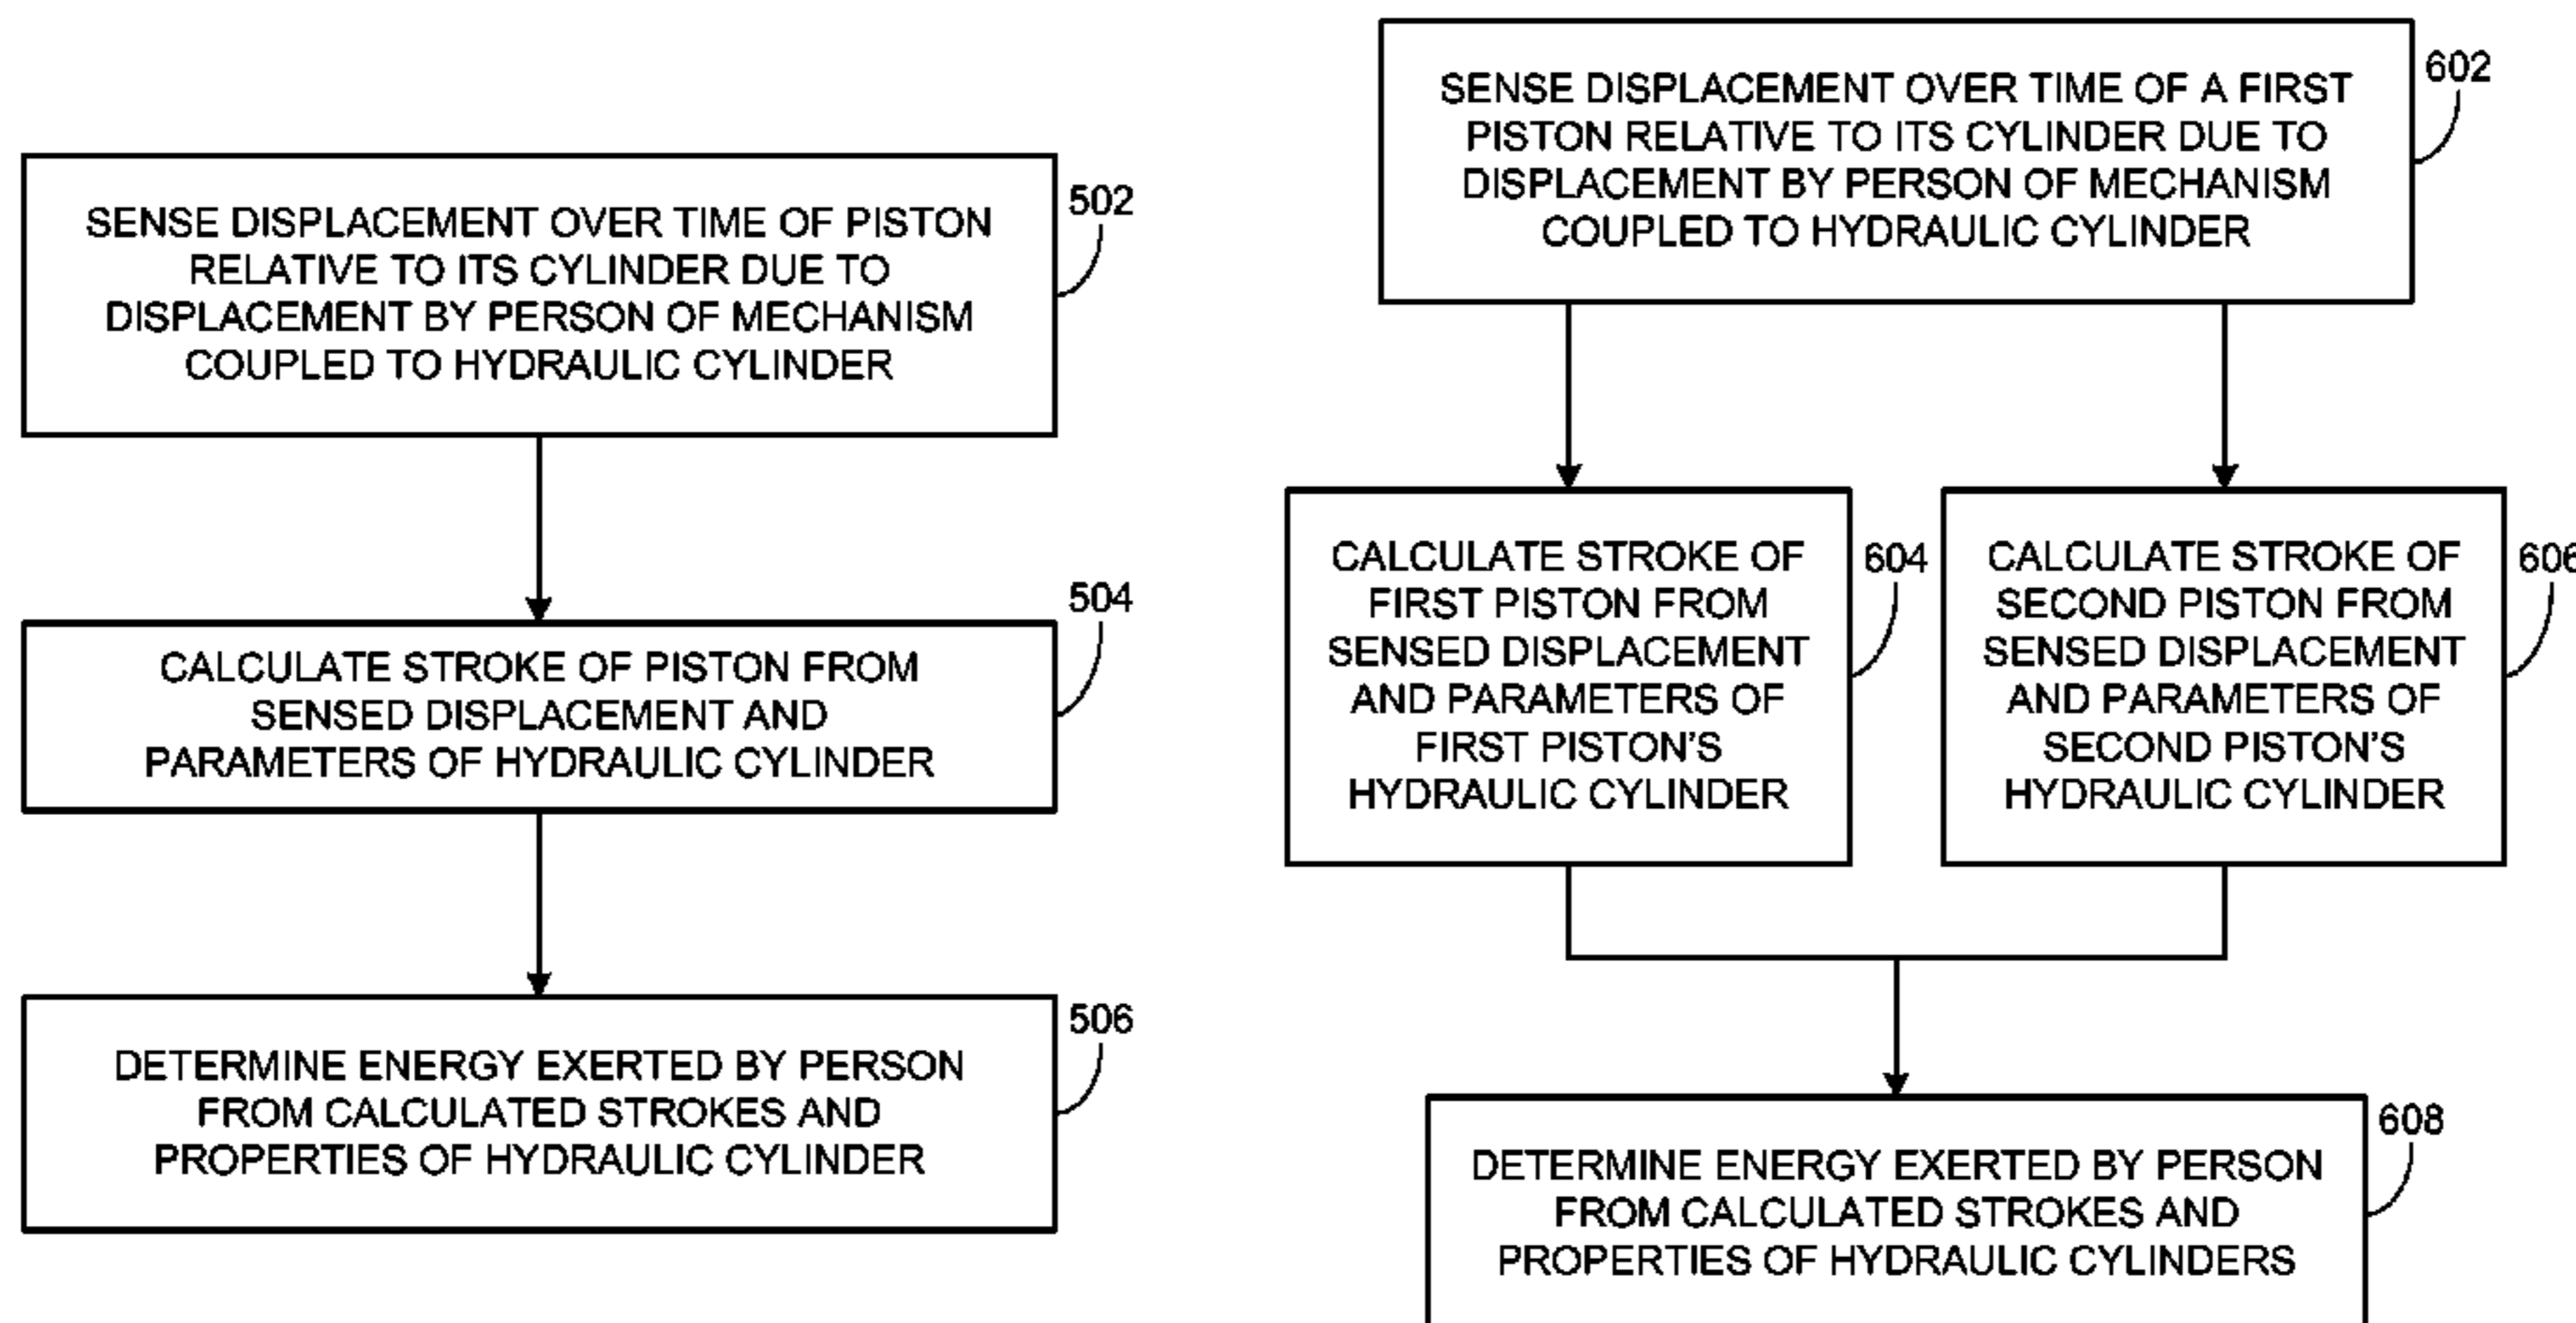 SENSE DISPLACEMENT OVER TIME OF PISTON
RELATIVE TO ITS CYLINDER DUE TO
DISPLACEMENT BY PERSON OF MECHANISM
COUPLED TO HYDRAULIC CYLINDER
502
CALCULATE STROKE OF PISTON FROM
SENSED DISPLACEMENT AND
PARAMETERS OF HYDRAULIC CYLINDER
504
DETERMINE ENERGY EXERTED BY PERSON
FROM CALCULATED STROKES AND
PROPERTIES OF HYDRAULIC CYLINDER
506
SENSE DISPLACEMENT OVER TIME OF A FIRST
PISTON RELATIVE TO ITS CYLINDER DUE TO
DISPLACEMENT BY PERSON OF MECHANISM
COUPLED TO HYDRAULIC CYLINDER
602
CALCULATE STROKE OF
FIRST PISTON FROM
SENSED DISPLACEMENT
AND PARAMETERS OF
FIRST PISTON'S
HYDRAULIC CYLINDER
604
CALCULATE STROKE OF
SECOND PISTON FROM
SENSED DISPLACEMENT
AND PARAMETERS OF
SECOND PISTON'S
HYDRAULIC CYLINDER
606
DETERMINE ENERGY EXERTED BY PERSON
FROM CALCULATED STROKES AND
PROPERTIES OF HYDRAULIC CYLINDERS
608